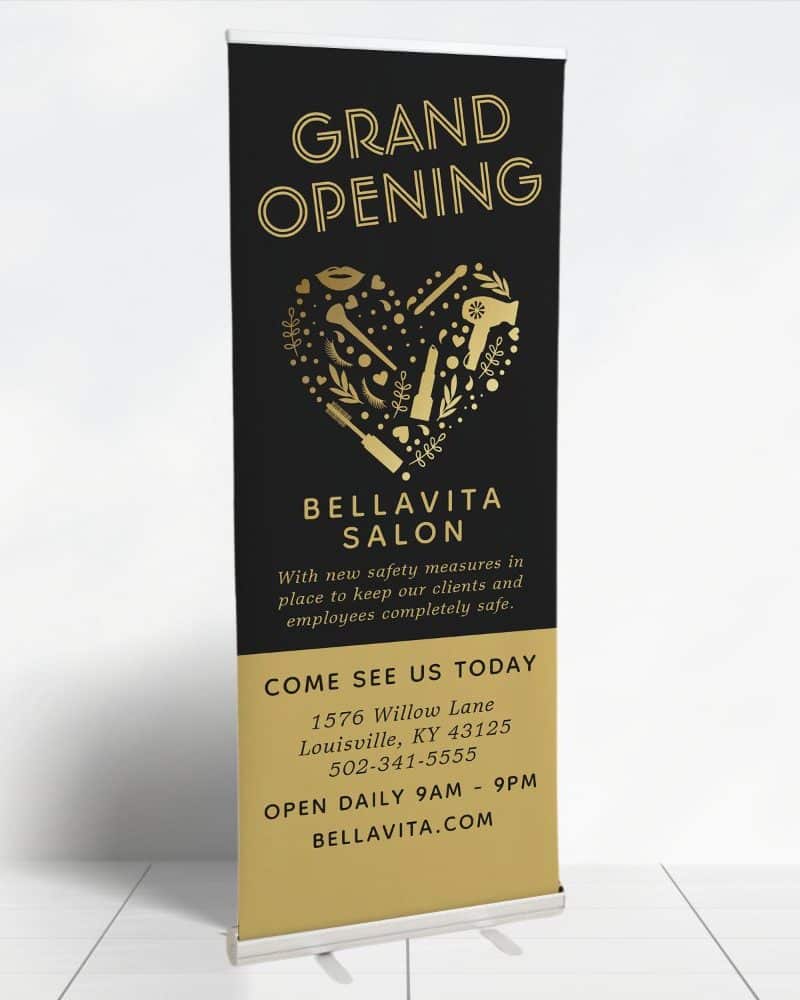 GRAND
OPENING
BELLAVITA
SALON
With new safety measures in
place to keep our clients and
employees completely safe.
COME SEE US TODAY
1576 Willow Lane
Louisville, KY 43125
502-341-5555
OPEN DAILY 9AM - 9PM
BELLAVITA.COM